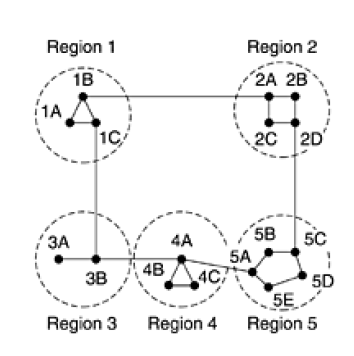 Region 1 Region 2
1B 2A 2B
1A
1C 2C 2D
3A 4A 5B 5C
4B 5A
3B 4C 5D
5E
Region 3 Region 4 Region 5